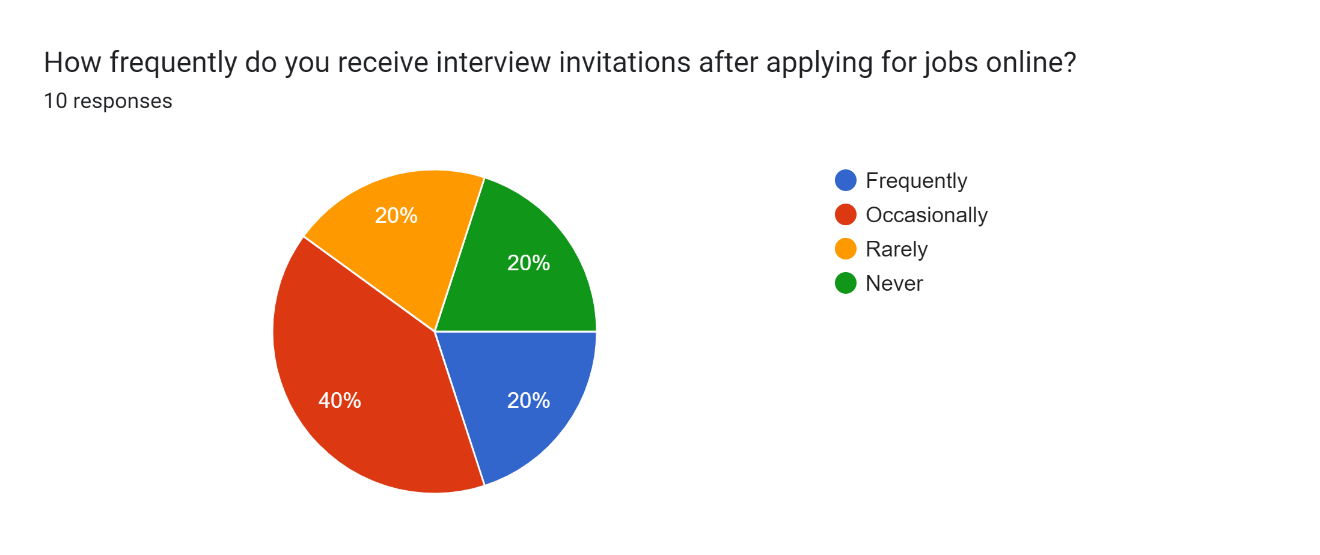 How frequently do you receive interview invitations after applying for jobs online?
10 responses
20%
20%
40%
20%
Frequently
Occasionally
Rarely
Never